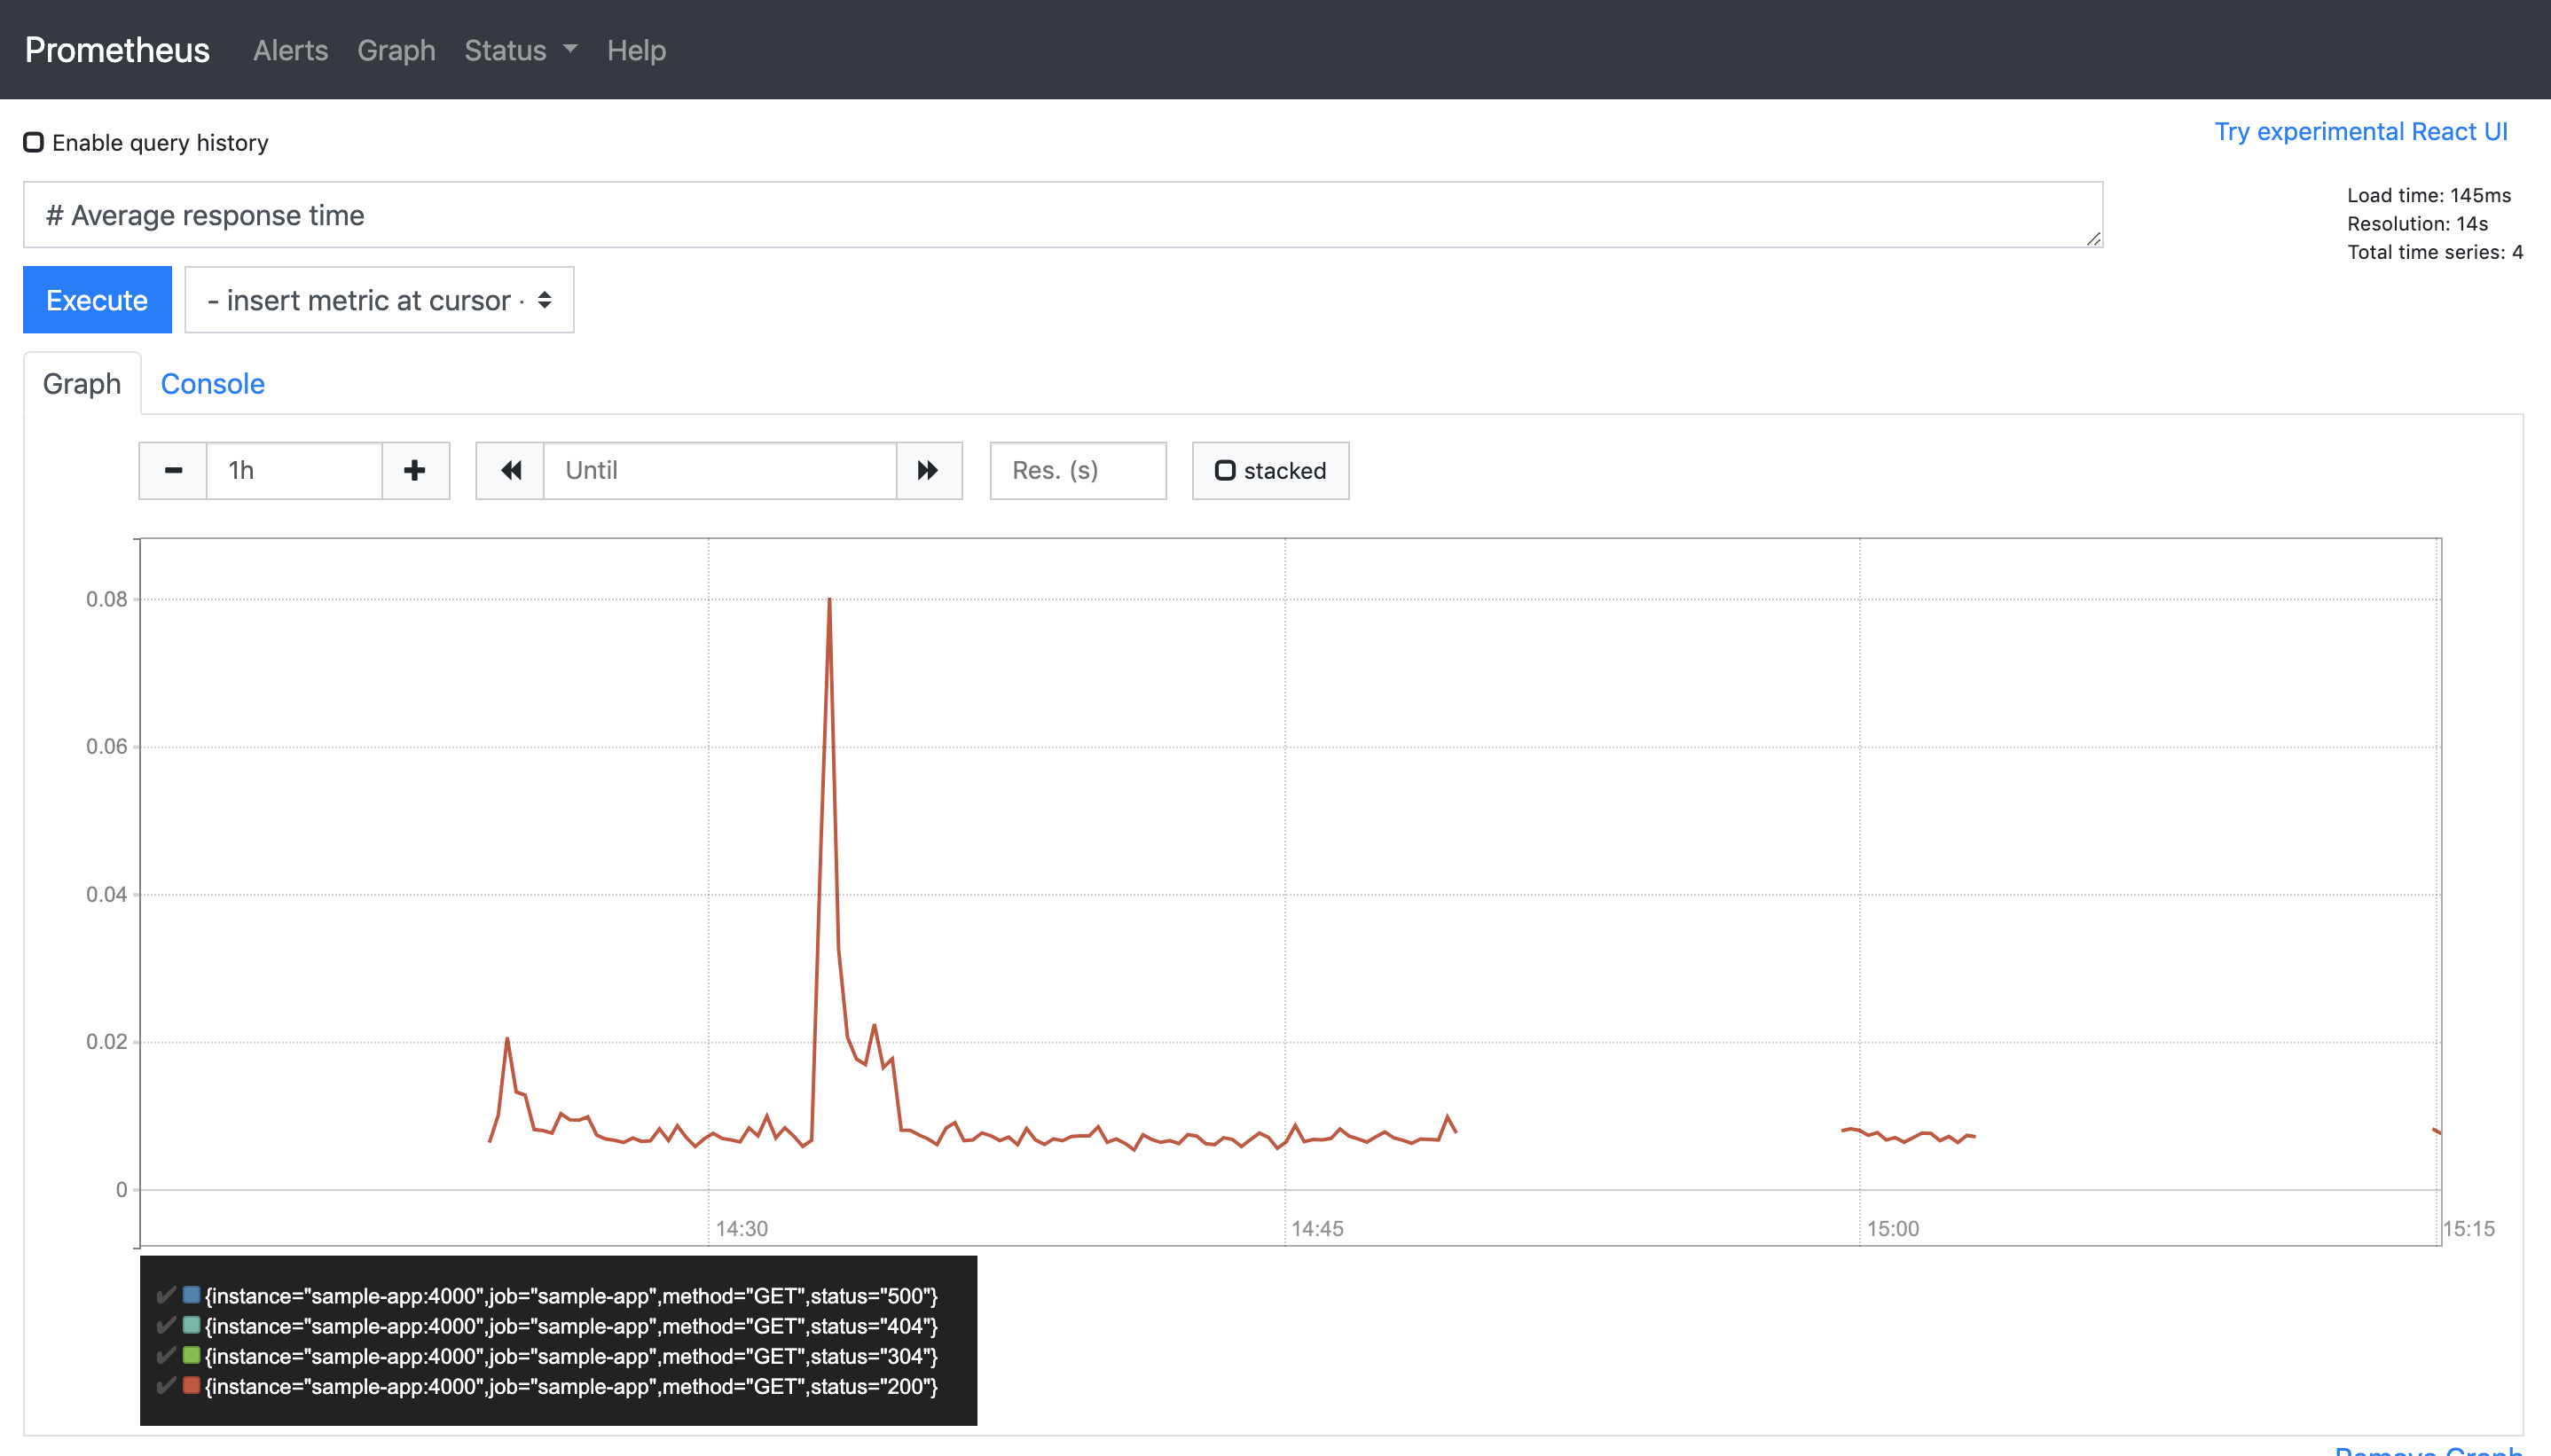 Prometheus Alerts Graph Status Help
Enable query history
Try experimental React UI
# Average response time
Load time: 145ms
Resolution: 14s
Total time series: 4
Execute
- insert metric at cursor ·
Graph
Console
1h
Until
Res. (s)
stacked
0.08
0.06
0.04
0.02
0
14:30
14:45
15:00
15:15
{instance="sample-app:4000",job="sample-app",method="GET",status="500"}
{instance="sample-app:4000",job="sample-app",method="GET",status="404"}
{instance="sample-app:4000",job="sample-app",method="GET",status="304"}
{instance="sample-app:4000",job="sample-app",method="GET",status="200"}
Remove Graph